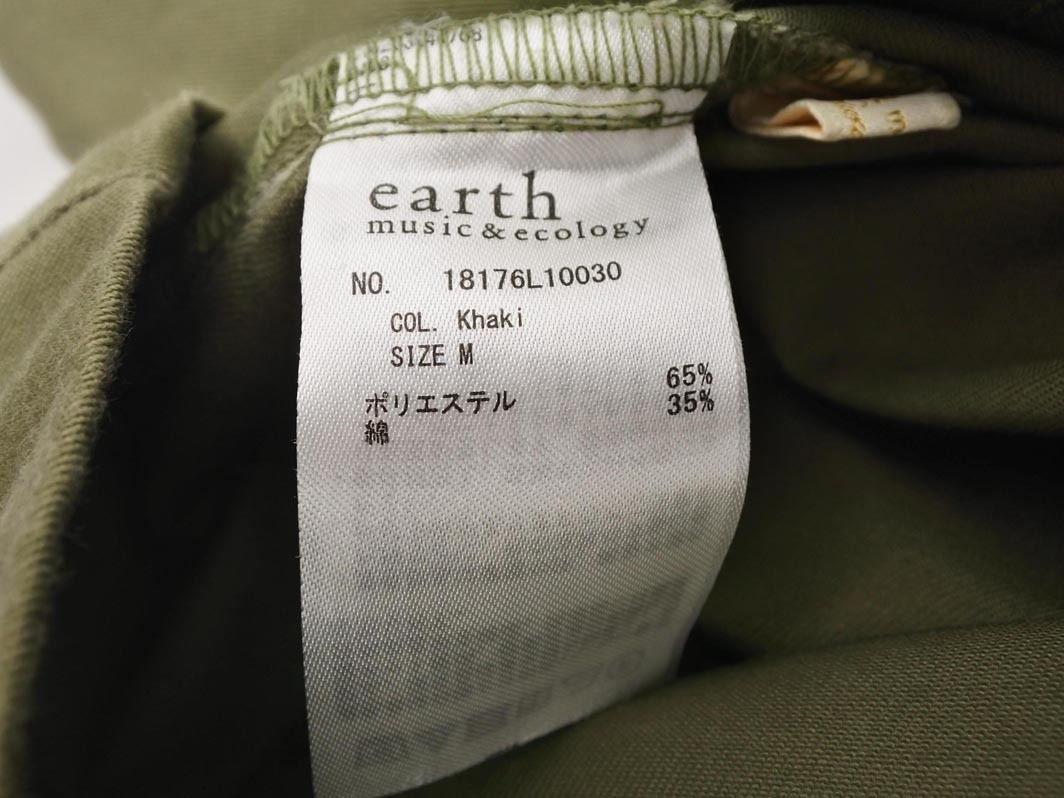 earth
music & ecology
NO. 18176L10030
COL. Khaki
SIZE M
ポリエステル 65%
綿 35%